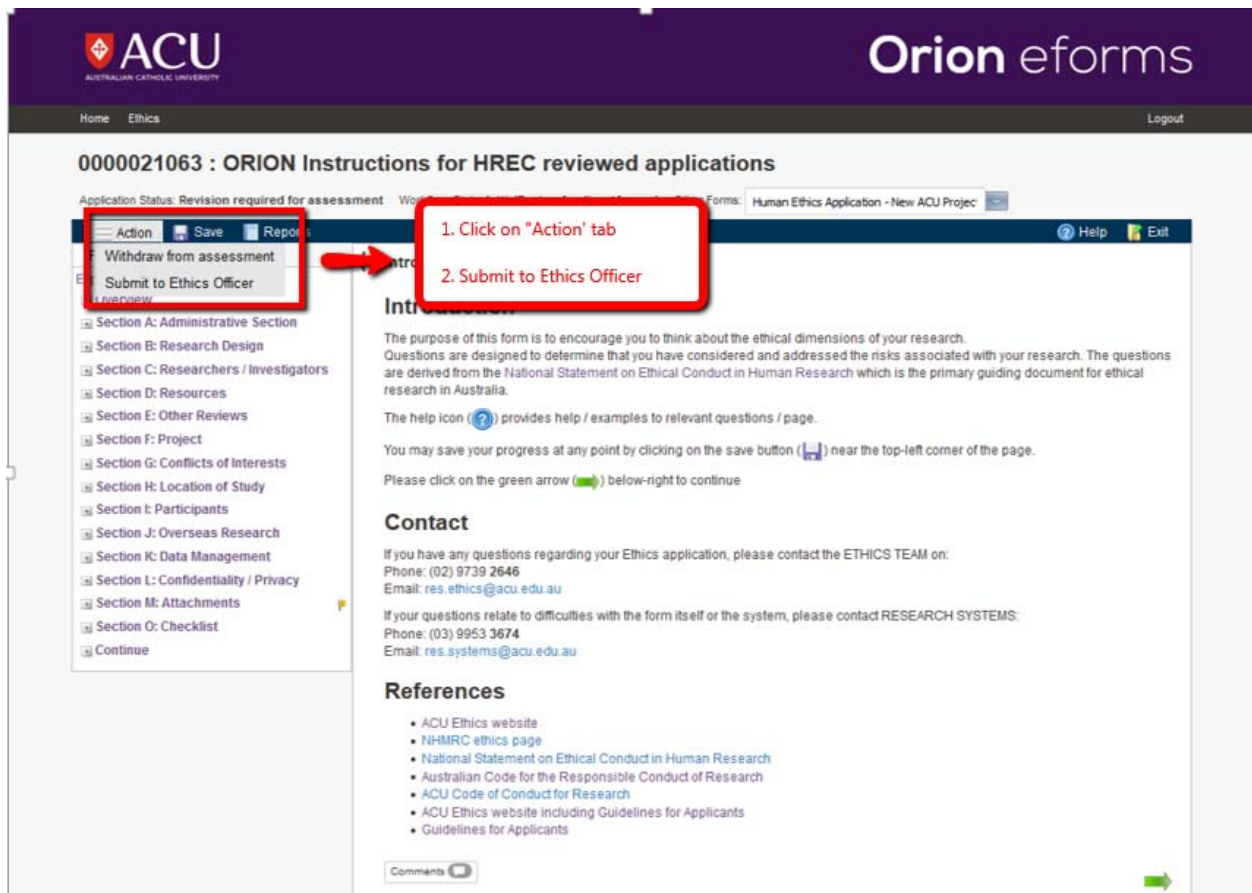 ACU
AUSTRALIAN CATHOLIC UNIVERSITY
Orion eforms
Home Ethics Logout
0000021063 : ORION Instructions for HREC reviewed applications
Application Status: Revision required for assessment Forms: Human Ethics Application - New ACU Projec
Action Save Reports Help Exit
Withdraw from assessment
Submit to Ethics Officer
1. Click on "Action' tab
2. Submit to Ethics Officer
Overview
Section A: Administrative Section
Section B: Research Design
Section C: Researchers / Investigators
Section D: Resources
Section E: Other Reviews
Section F: Project
Section G: Conflicts of Interests
Section H: Location of Study
Section I: Participants
Section J: Overseas Research
Section K: Data Management
Section L: Confidentiality / Privacy
Section M: Attachments
Section O: Checklist
Continue
Introduction
The purpose of this form is to encourage you to think about the ethical dimensions of your research.
Questions are designed to determine that you have considered and addressed the risks associated with your research. The questions
are derived from the National Statement on Ethical Conduct in Human Research which is the primary guiding document for ethical
research in Australia.
The help icon (?) provides help / examples to relevant questions / page.
You may save your progress at any point by clicking on the save button ( ) near the top-left corner of the page.
Please click on the green arrow ( ) below-right to continue
Contact
If you have any questions regarding your Ethics application, please contact the ETHICS TEAM on:
Phone: (02) 9739 2646
Email: res.ethics@acu.edu.au
If your questions relate to difficulties with the form itself or the system, please contact RESEARCH SYSTEMS:
Phone: (03) 9953 3674
Email: res.systems@acu.edu.au
References
• ACU Ethics website
• NHMRC ethics page
• National Statement on Ethical Conduct in Human Research
• Australian Code for the Responsible Conduct of Research
• ACU Code of Conduct for Research
• ACU Ethics website including Guidelines for Applicants
• Guidelines for Applicants
Comments